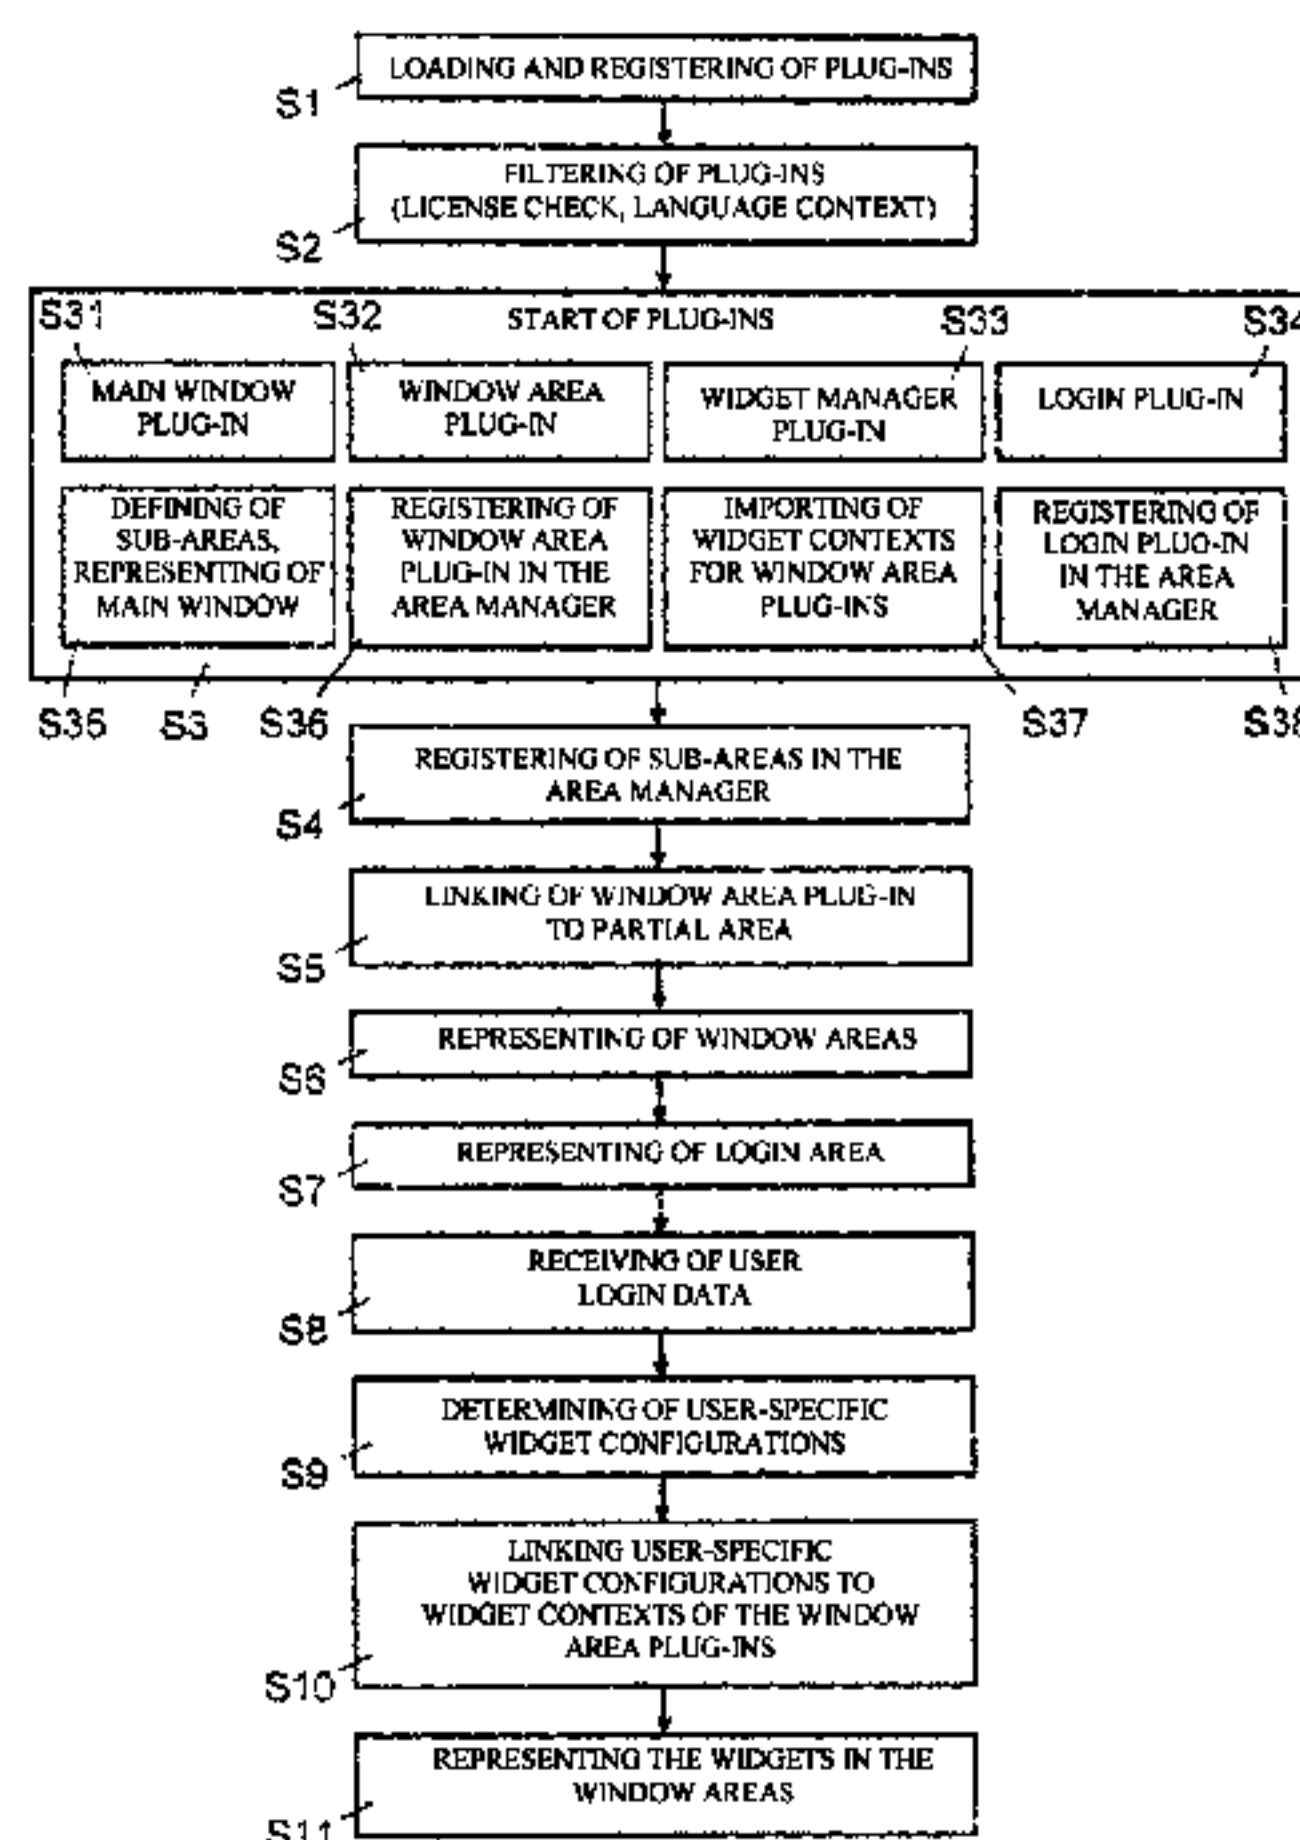 LOADING AND REGISTERING OF PLUG-INS
S1
FILTERING OF PLUG-INS
(LICENSE CHECK, LANGUAGE CONTEXT)
S2
S31
S32
START OF PLUG-INS
S33
S34
MAIN WINDOW
PLUG-IN
WINDOW AREA
PLUG-IN
WIDGET MANAGER
PLUG-IN
LOGIN PLUG-IN
DEFINING OF
SUB-AREAS,
REPRESENTING OF
MAIN WINDOW
REGISTERING OF
WINDOW AREA
PLUG-IN IN THE
AREA MANAGER
IMPORTING OF
WIDGET CONTEXTS
FOR WINDOW AREA
PLUG-INS
REGISTERING OF
LOGIN PLUG-IN
IN THE AREA
MANAGER
S35
S3
S36
S37
S38
REGISTERING OF SUB-AREAS IN THE
AREA MANAGER
S4
LINKING OF WINDOW AREA PLUG-IN
TO PARTIAL AREA
S5
REPRESENTING OF WINDOW AREAS
S6
REPRESENTING OF LOGIN AREA
S7
RECEIVING OF USER
LOGIN DATA
S8
DETERMINING OF USER-SPECIFIC
WIDGET CONFIGURATIONS
S9
LINKING USER-SPECIFIC
WIDGET CONFIGURATIONS TO
WIDGET CONTEXTS OF THE WINDOW
AREA PLUG-INS
S10
REPRESENTING THE WIDGETS IN THE
WINDOW AREAS
S11